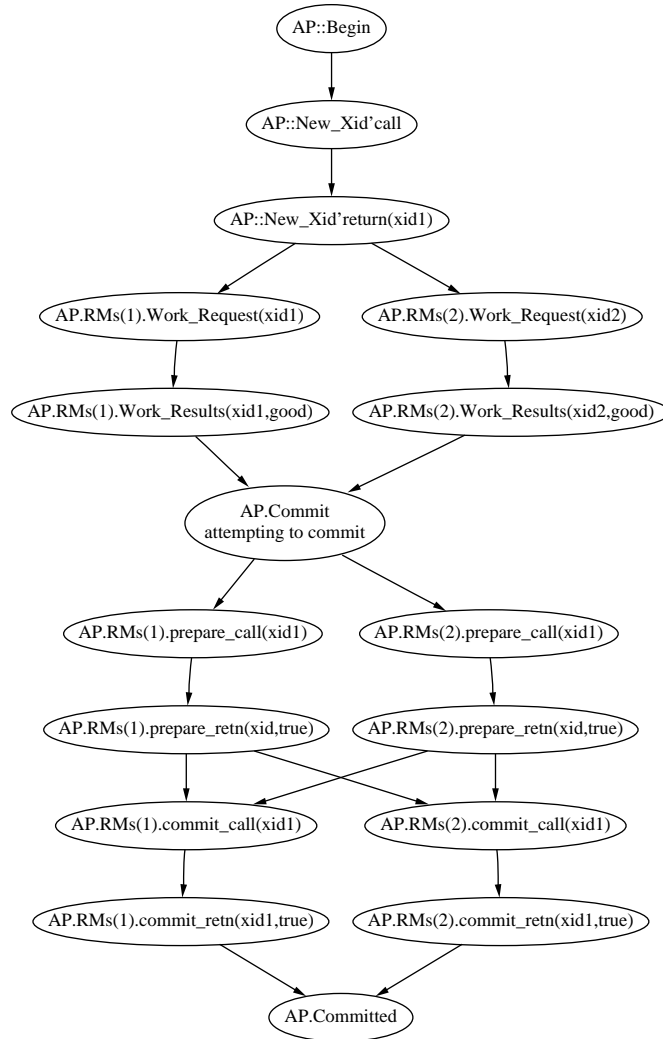 AP::Begin
AP::New_Xid’call
AP::New_Xid’return(xid1)
AP.RMs(1).Work_Request(xid1)
AP.RMs(2).Work_Request(xid2)
AP.RMs(1).Work_Results(xid1,good)
AP.RMs(2).Work_Results(xid2,good)
AP.Commit
attempting to commit
AP.RMs(1).prepare_call(xid1)
AP.RMs(2).prepare_call(xid1)
AP.RMs(1).prepare_retn(xid,true)
AP.RMs(2).prepare_retn(xid,true)
AP.RMs(1).commit_call(xid1)
AP.RMs(2).commit_call(xid1)
AP.RMs(1).commit_retn(xid1,true)
AP.RMs(2).commit_retn(xid1,true)
AP.Committed